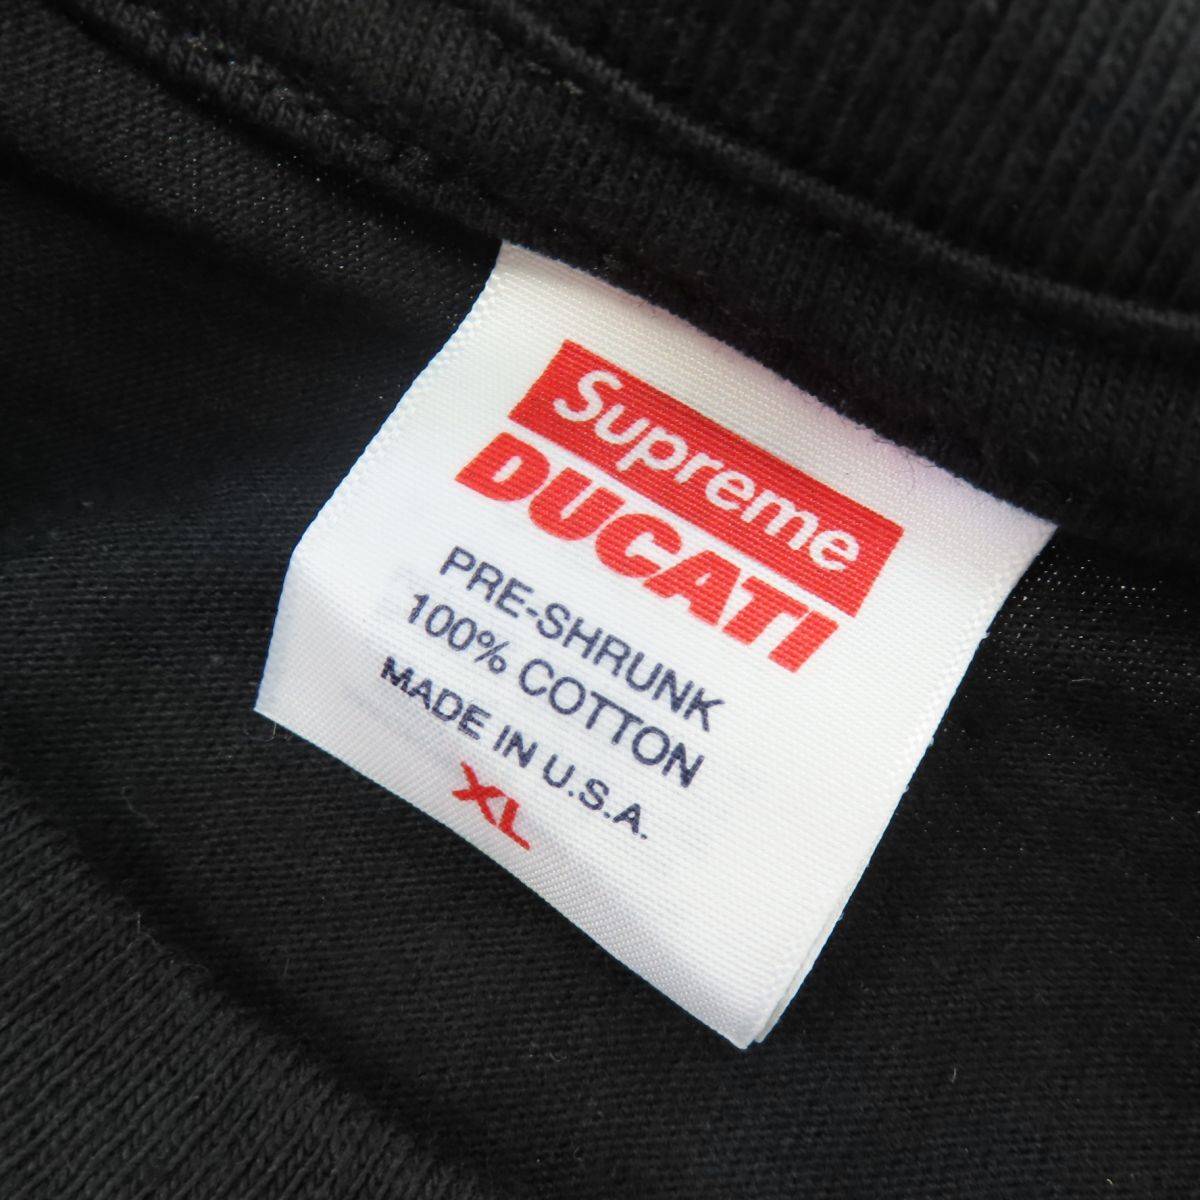 Supreme
DUCATI
PRE-SHRUNK
100% COTTON
MADE IN U.S.A.
XL